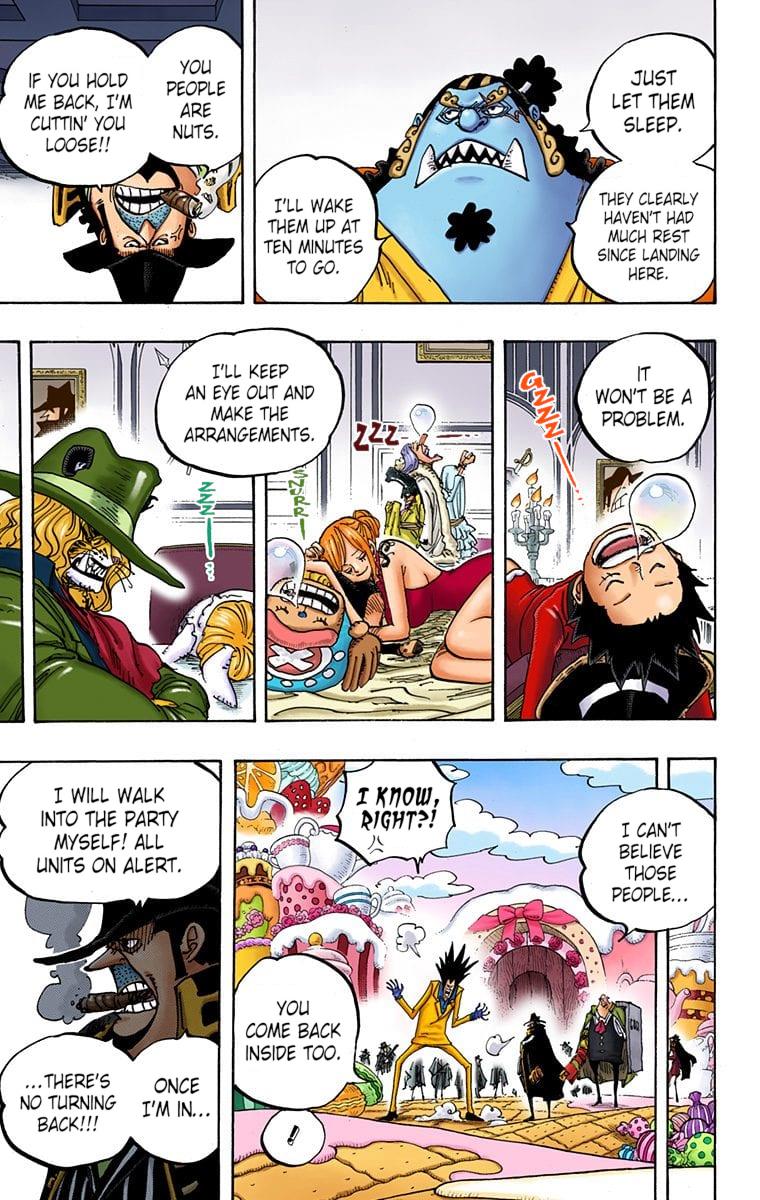 JUST
LET THEM
SLEEP.
THEY CLEARLY
HAVEN'T HAD
MUCH REST
SINCE LANDING
HERE.
I'LL WAKE
THEM UP AT
TEN MINUTES
TO GO.
YOU
PEOPLE
ARE
NUTS.
IF YOU HOLD
ME BACK, I'M
CUTTIN' YOU
LOOSE!!
IT
WON'T BE A
PROBLEM.
GZZZ
I'LL KEEP
AN EYE OUT AND
MAKE THE
ARRANGEMENTS.
ZZZ
SNURR
ZZZ
I CAN'T
BELIEVE
THOSE
PEOPLE...
I KNOW,
RIGHT?!
YOU
COME BACK
INSIDE TOO.
!
I WILL WALK
INTO THE PARTY
MYSELF! ALL
UNITS ON ALERT.
ONCE
I'M IN...
...THERE'S
NO TURNING
BACK!!!